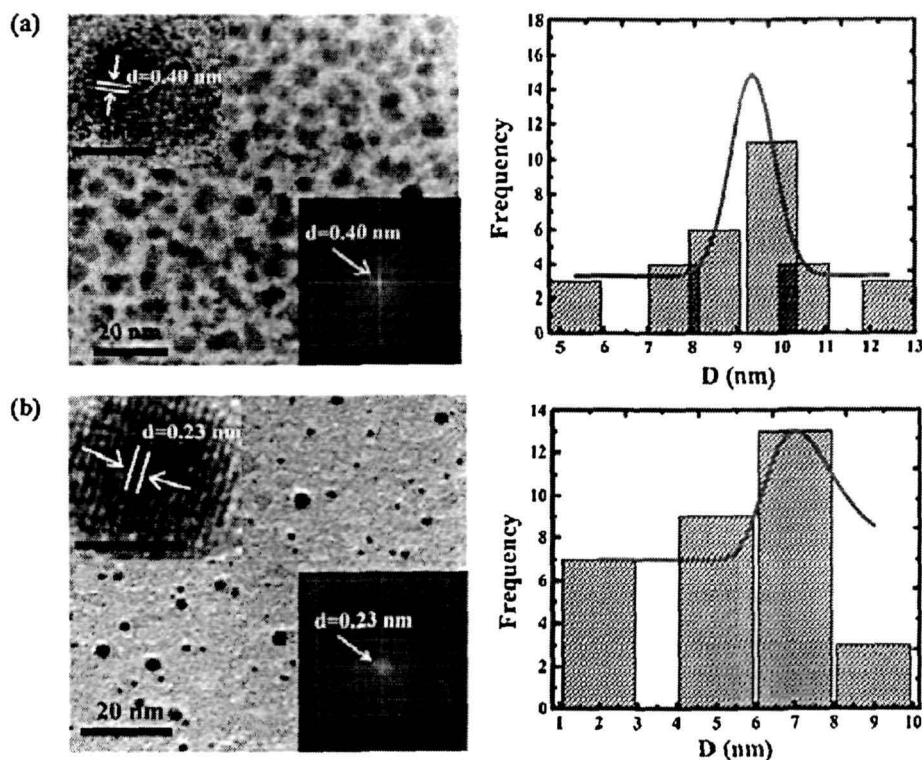 (a)
d=0.40 nm
d=0.40 nm
20 nm
18
16
14
12
10
8
6
4
2
0
Frequency
5 6 7 8 9 10 11 12 13
D (nm)
(b)
d=0.23 nm
d=0.23 nm
20 nm
14
12
10
8
6
4
2
0
Frequency
1 2 3 4 5 6 7 8 9 10
D (nm)